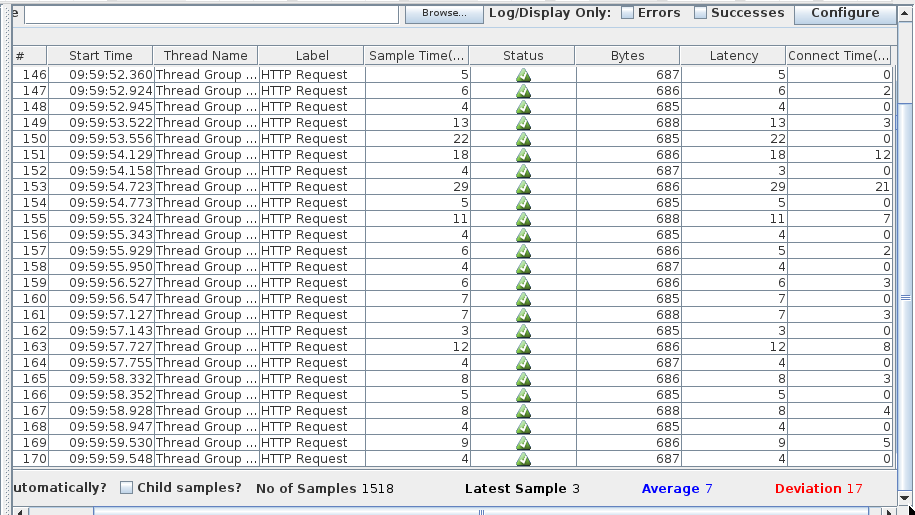 e Browse... Log/Display Only: Errors Successes Configure
# Start Time Thread Name Label Sample Time(... Status Bytes Latency Connect Time(...
146 09:59:52.360 Thread Group ... HTTP Request 5 687 5 0
147 09:59:52.924 Thread Group ... HTTP Request 6 686 6 2
148 09:59:52.945 Thread Group ... HTTP Request 4 685 4 0
149 09:59:53.522 Thread Group ... HTTP Request 13 688 13 3
150 09:59:53.556 Thread Group ... HTTP Request 22 685 22 0
151 09:59:54.129 Thread Group ... HTTP Request 18 686 18 12
152 09:59:54.158 Thread Group ... HTTP Request 4 687 3 0
153 09:59:54.723 Thread Group ... HTTP Request 29 686 29 21
154 09:59:54.773 Thread Group ... HTTP Request 5 685 5 0
155 09:59:55.324 Thread Group ... HTTP Request 11 688 11 7
156 09:59:55.343 Thread Group ... HTTP Request 4 685 4 0
157 09:59:55.929 Thread Group ... HTTP Request 6 686 5 2
158 09:59:55.950 Thread Group ... HTTP Request 4 687 4 0
159 09:59:56.527 Thread Group ... HTTP Request 6 686 6 3
160 09:59:56.547 Thread Group ... HTTP Request 7 685 7 0
161 09:59:57.127 Thread Group ... HTTP Request 7 688 7 3
162 09:59:57.143 Thread Group ... HTTP Request 3 685 3 0
163 09:59:57.727 Thread Group ... HTTP Request 12 686 12 8
164 09:59:57.755 Thread Group ... HTTP Request 4 687 4 0
165 09:59:58.332 Thread Group ... HTTP Request 8 686 8 3
166 09:59:58.352 Thread Group ... HTTP Request 5 685 5 0
167 09:59:58.928 Thread Group ... HTTP Request 8 688 8 4
168 09:59:58.947 Thread Group ... HTTP Request 4 685 4 0
169 09:59:59.530 Thread Group ... HTTP Request 9 686 9 5
170 09:59:59.548 Thread Group ... HTTP Request 4 687 4 0
utomatically? Child samples? No of Samples 1518 Latest Sample 3 Average 7 Deviation 17